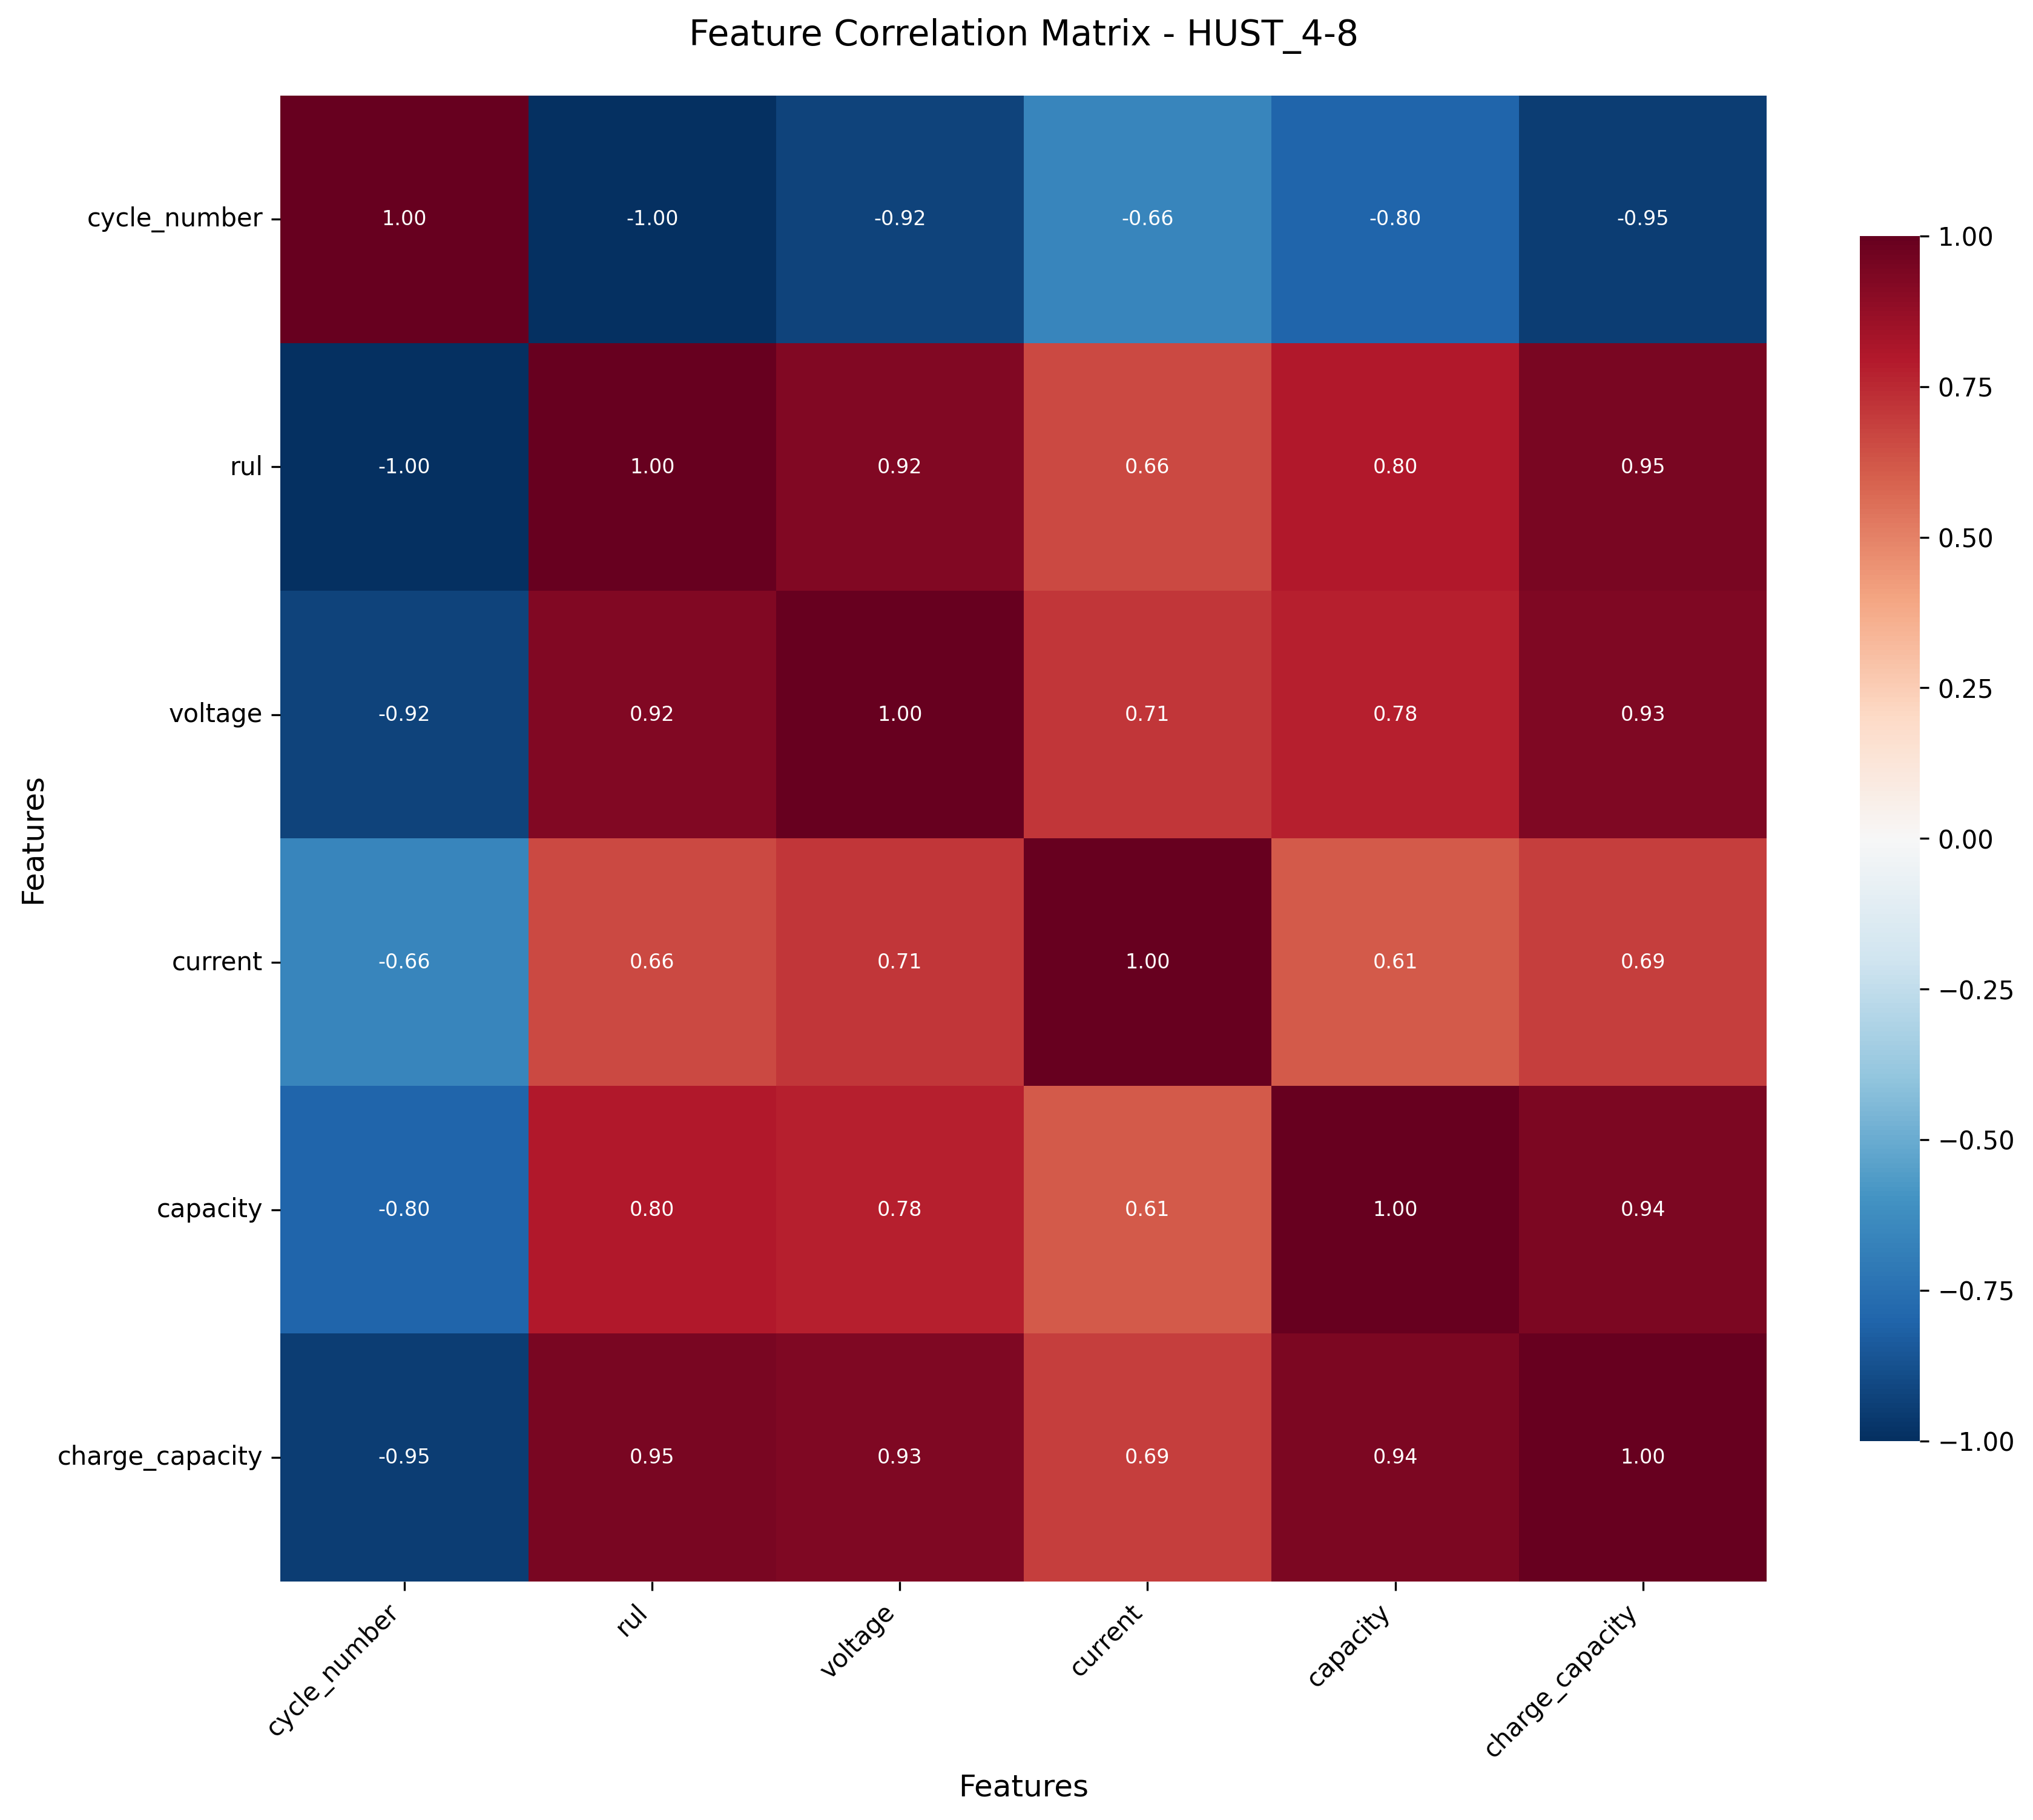 Feature Correlation Matrix - HUST_4-8
cycle_number
1.00 -1.00 -0.92 -0.66 -0.80 -0.95
rul
-1.00 1.00 0.92 0.66 0.80 0.95
voltage
-0.92 0.92 1.00 0.71 0.78 0.93
current
-0.66 0.66 0.71 1.00 0.61 0.69
capacity
-0.80 0.80 0.78 0.61 1.00 0.94
charge_capacity
-0.95 0.95 0.93 0.69 0.94 1.00
Features
cycle_number
rul
voltage
current
capacity
charge_capacity
Features
1.00
0.75
0.50
0.25
0.00
−0.25
−0.50
−0.75
−1.00